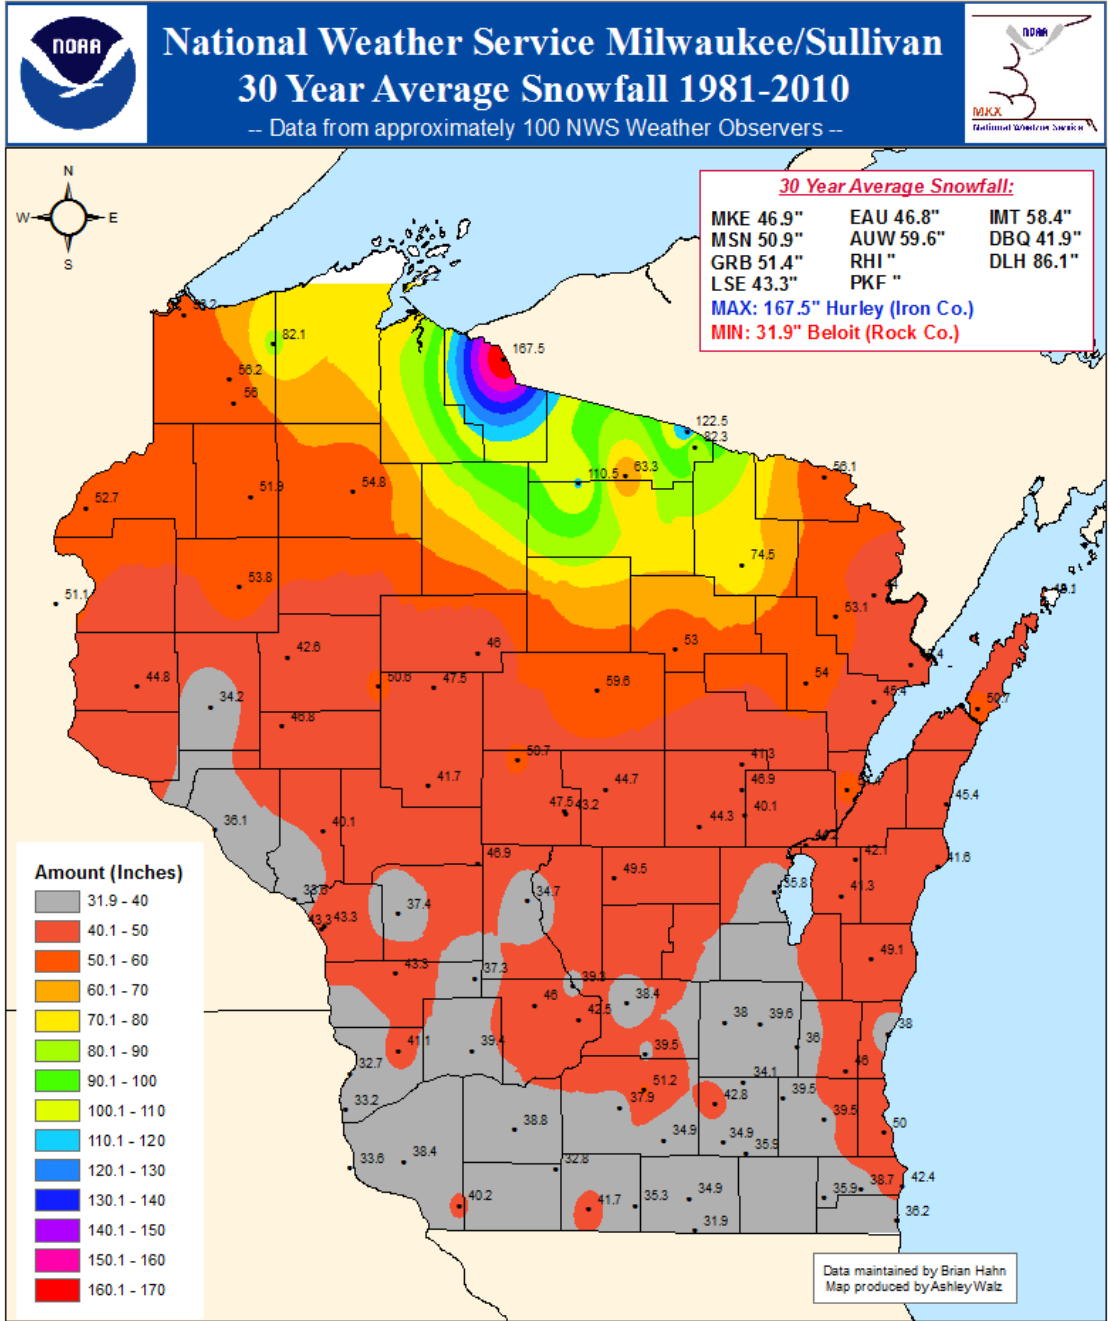 NOAA
National Weather Service Milwaukee/Sullivan
30 Year Average Snowfall 1981-2010
-- Data from approximately 100 NWS Weather Observers --
NOAA
MKX
National Weather Service
N
W E
S
30 Year Average Snowfall:
MKE 46.9" EAU 46.8" IMT 58.4"
MSN 50.9" AUW 59.6" DBQ 41.9"
GRB 51.4" RHI " DLH 86.1"
LSE 43.3" PKF "
MAX: 167.5" Hurley (Iron Co.)
MIN: 31.9" Beloit (Rock Co.)
82.1
167.5
56.2
56
122.5
82.3
110.5
63.3
56.1
52.7
51.9
54.8
74.5
53.8
51.1
44
53.1
49.1
42.6
46
53
44.8
34.2
50.6
47.5
59.6
54
45.4
50.7
46.8
50.7
41.3
41.7
44.7
46.9
51.4
45.4
47.5
43.2
36.1
40.1
44.3
40.1
44.2
46.9
42.1
41.6
49.5
33.6
37.4
34.7
35.8
41.3
43.3
43.3
49.1
43.3
37.3
39.3
46
38.4
42.5
38
39.6
38
36
41.1
39.4
39.5
32.7
46
34.1
51.2
33.2
37.9
42.8
39.5
39.5
38.8
34.9
34.9
50
35.9
33.6
38.4
32.8
42.4
38.7
35.9
40.2
41.7
35.3
34.9
36.2
31.9
Amount (Inches)
31.9 - 40
40.1 - 50
50.1 - 60
60.1 - 70
70.1 - 80
80.1 - 90
90.1 - 100
100.1 - 110
110.1 - 120
120.1 - 130
130.1 - 140
140.1 - 150
150.1 - 160
160.1 - 170
Data maintained by Brian Hahn
Map produced by Ashley Walz